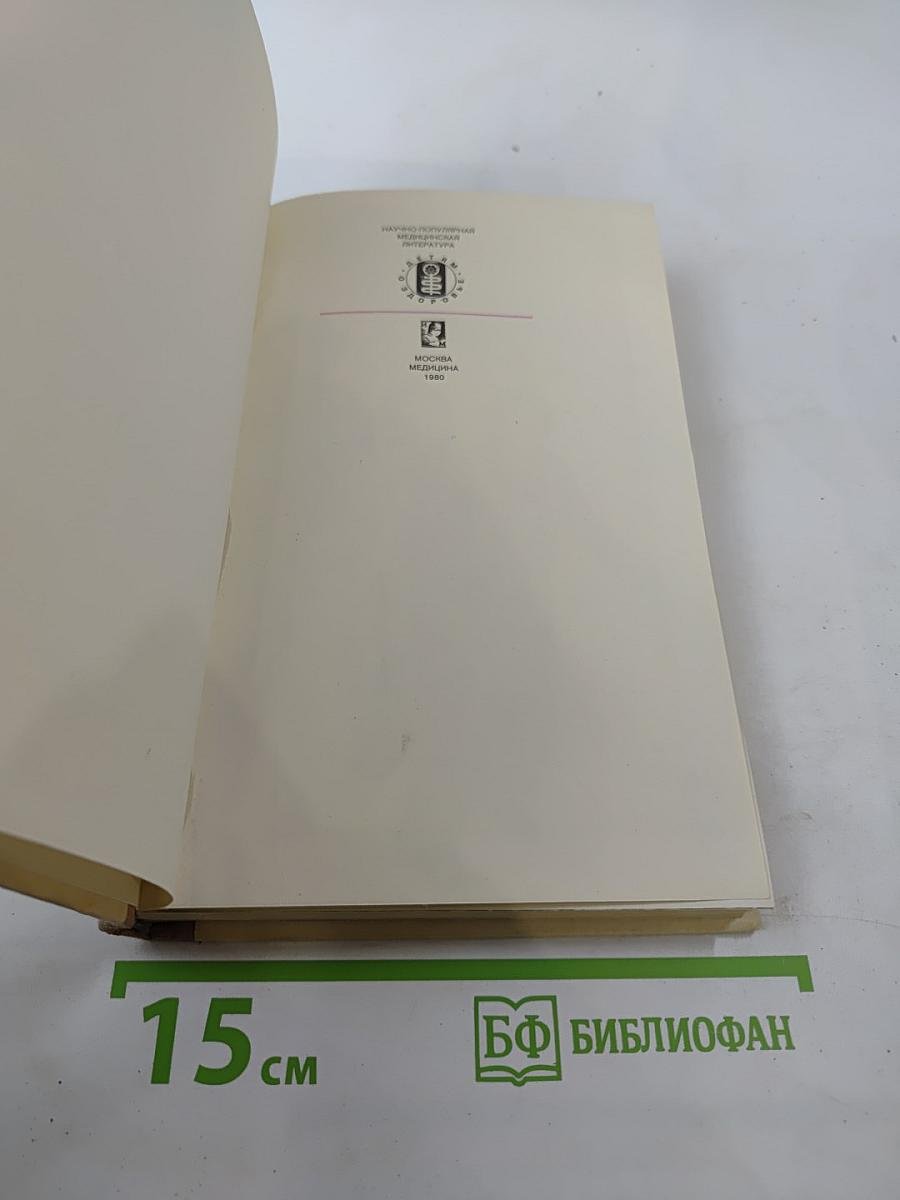 НАУЧНО-ПОПУЛЯРНАЯ
МЕДИЦИНСКАЯ
ЛИТЕРАТУРА
ДЕТЯМ
О ЗДОРОВЬЕ
И М
МОСКВА
МЕДИЦИНА
1980
15 СМ
БФ БИБЛИОФАН